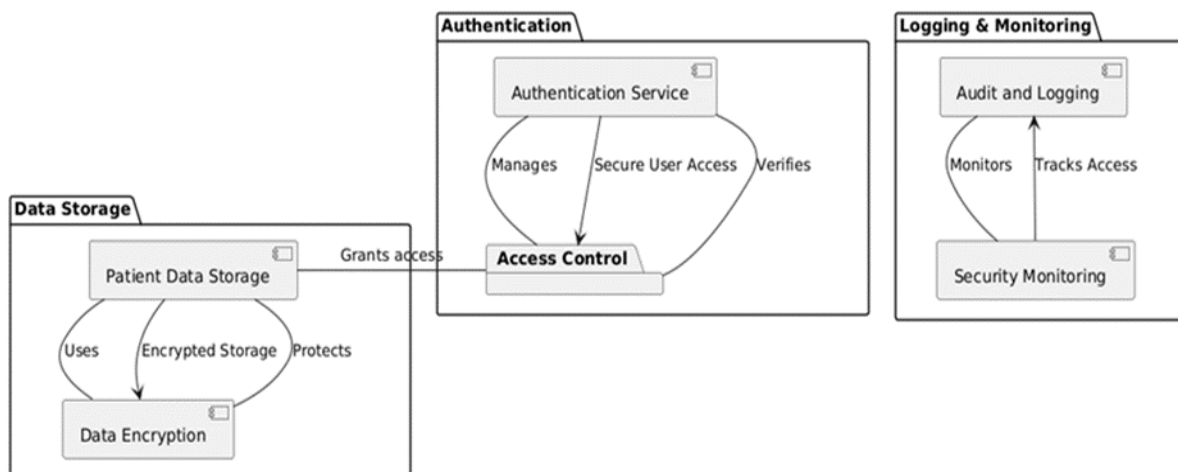 Authentication
Logging & Monitoring
Authentication Service
Audit and Logging
Manages
Secure User Access
Verifies
Monitors
Tracks Access
Data Storage
Grants access
Access Control
Patient Data Storage
Security Monitoring
Uses
Encrypted Storage
Protects
Data Encryption